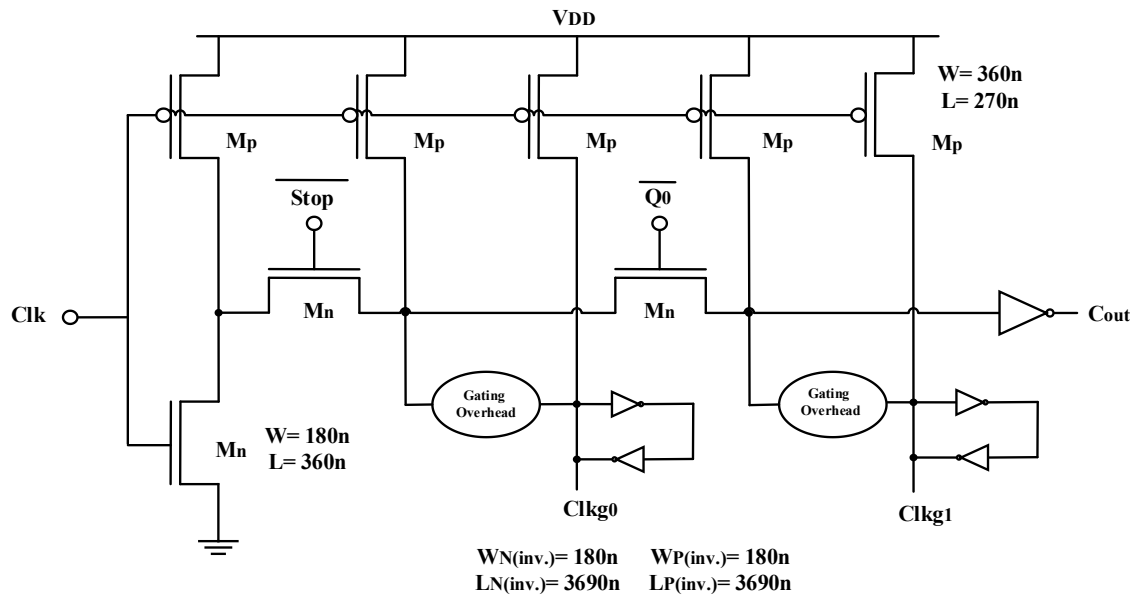 VDD
W= 360n
L= 270n
Mp
Mp
Mp
Mp
Mp
Stop
Q0
Clk
Mn
Mn
Cout
Gating
Overhead
Gating
Overhead
Mn
W= 180n
L= 360n
Clkg0
Clkg1
WN(inv.)= 180n WP(inv.)= 180n
LN(inv.)= 3690n LP(inv.)= 3690n